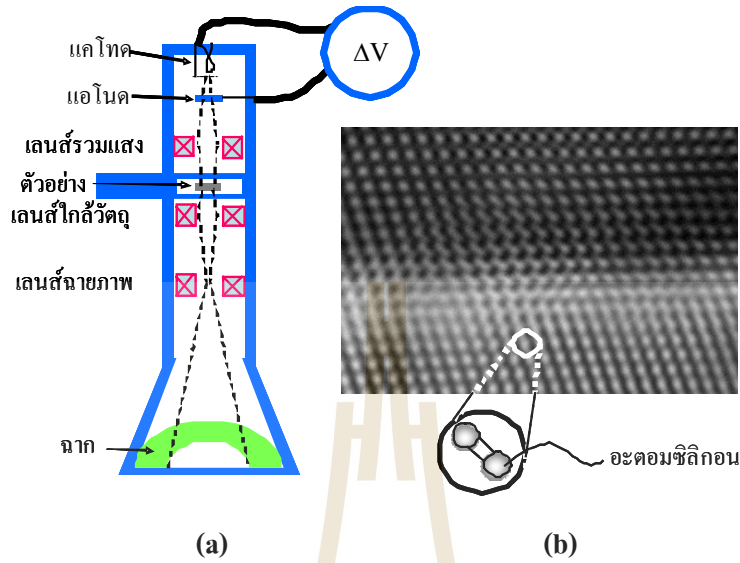 แคโทด
ΔV
แอโนด
เลนส์รวมแสง
ตัวอย่าง
เลนส์ใกล้วัตถุ
เลนส์ฉายภาพ
ฉาก
อะตอมซิลิกอน
(a)
(b)